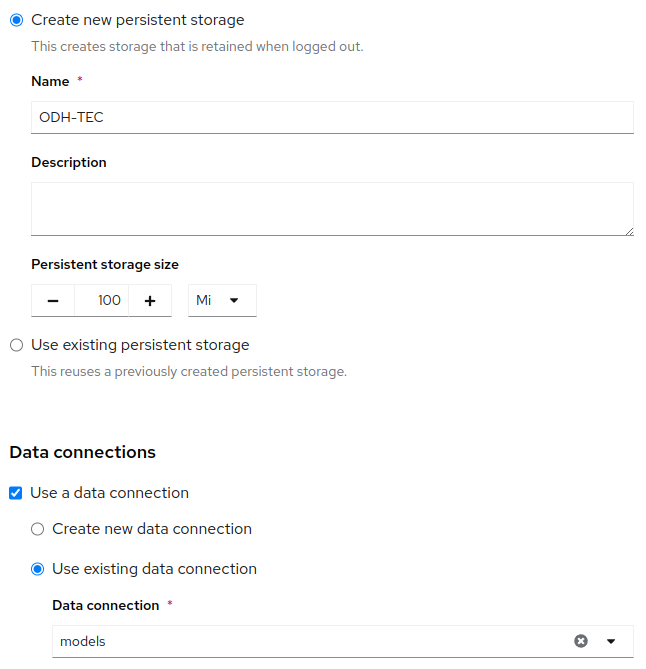 Create new persistent storage
This creates storage that is retained when logged out.
Name *
ODH-TEC
Description
Persistent storage size
100 Mi
Use existing persistent storage
This reuses a previously created persistent storage.
Data connections
Use a data connection
Create new data connection
Use existing data connection
Data connection *
models